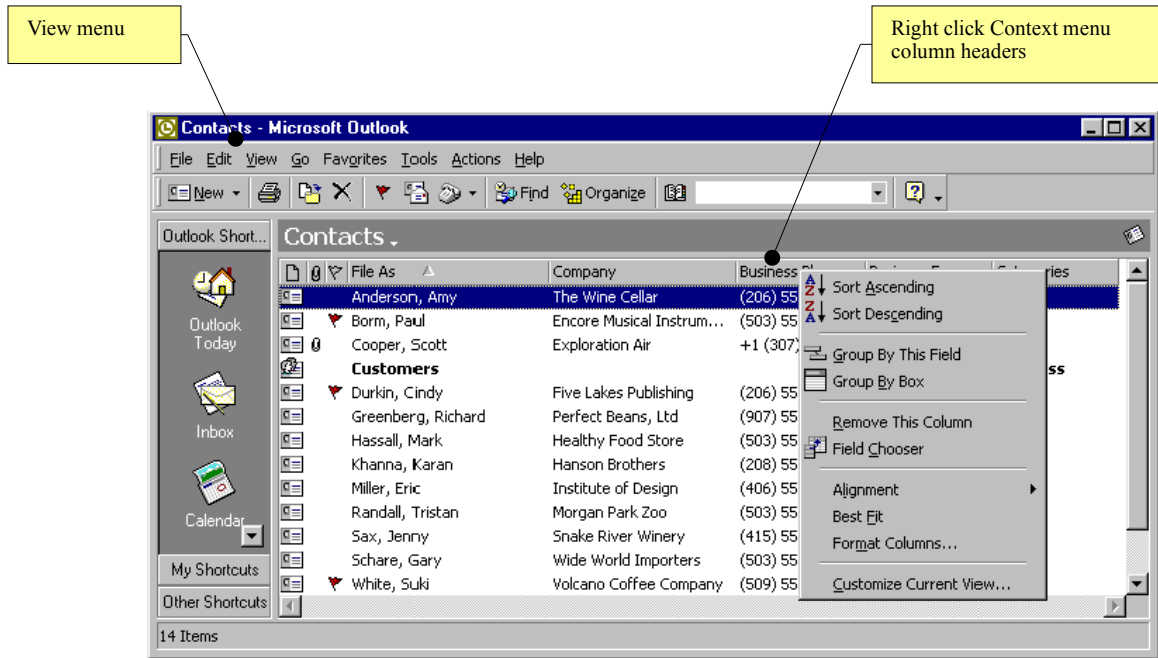 View menu
Right click Context menu
column headers
Contacts - Microsoft Outlook
File Edit View Go Favorites Tools Actions Help
New Find Organize
Outlook Short... Contacts
File As Company Business
Anderson, Amy The Wine Cellar (206) 55
Borm, Paul Encore Musical Instrum... (503) 55
Cooper, Scott Exploration Air +1 (307)
Customers ss
Durkin, Cindy Five Lakes Publishing (206) 55
Greenberg, Richard Perfect Beans, Ltd (907) 55
Hassall, Mark Healthy Food Store (503) 55
Khanna, Karan Hanson Brothers (208) 55
Miller, Eric Institute of Design (406) 55
Randall, Tristan Morgan Park Zoo (503) 55
Sax, Jenny Snake River Winery (415) 55
Schare, Gary Wide World Importers (503) 55
White, Suki Volcano Coffee Company (509) 55
Sort Ascending
Sort Descending
Group By This Field
Group By Box
Remove This Column
Field Chooser
Alignment
Best Fit
Format Columns...
Customize Current View...
Outlook
Today
Inbox
Calendar
My Shortcuts
Other Shortcuts
14 Items